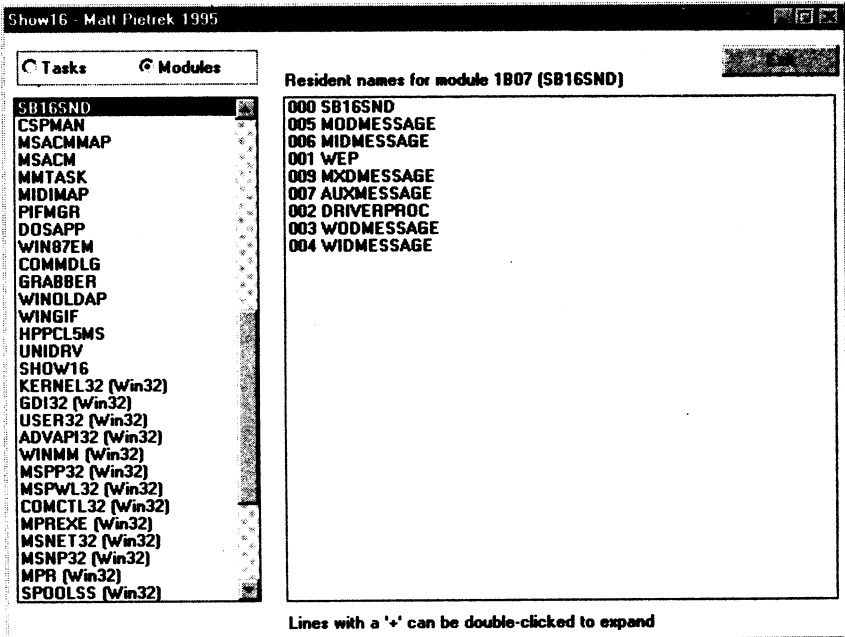 Show16 - Matt Pietrek 1995
Tasks
Modules
Exit
Resident names for module 1B07 (SB16SND)
SB16SND
CSPMAN
MSACMMAP
MSACM
MMTASK
MIDIMAP
PIFMGR
DOSAPP
WIN87EM
COMMDLG
GRABBER
WINOLDAP
WINGIF
HPPCL5MS
UNIDRV
SHOW16
KERNEL32 (Win32)
GDI32 (Win32)
USER32 (Win32)
ADVAPI32 (Win32)
WINMM (Win32)
MSPP32 (Win32)
MSPWL32 (Win32)
COMCTL32 (Win32)
MPREXE (Win32)
MSNET32 (Win32)
MSNP32 (Win32)
MPR (Win32)
SPOOLSS (Win32)
000 SB16SND
005 MODMESSAGE
006 MIDMESSAGE
001 WEP
009 MXDMESSAGE
007 AUXMESSAGE
002 DRIVERPROC
003 WODMESSAGE
004 WIDMESSAGE
Lines with a '+' can be double-clicked to expand